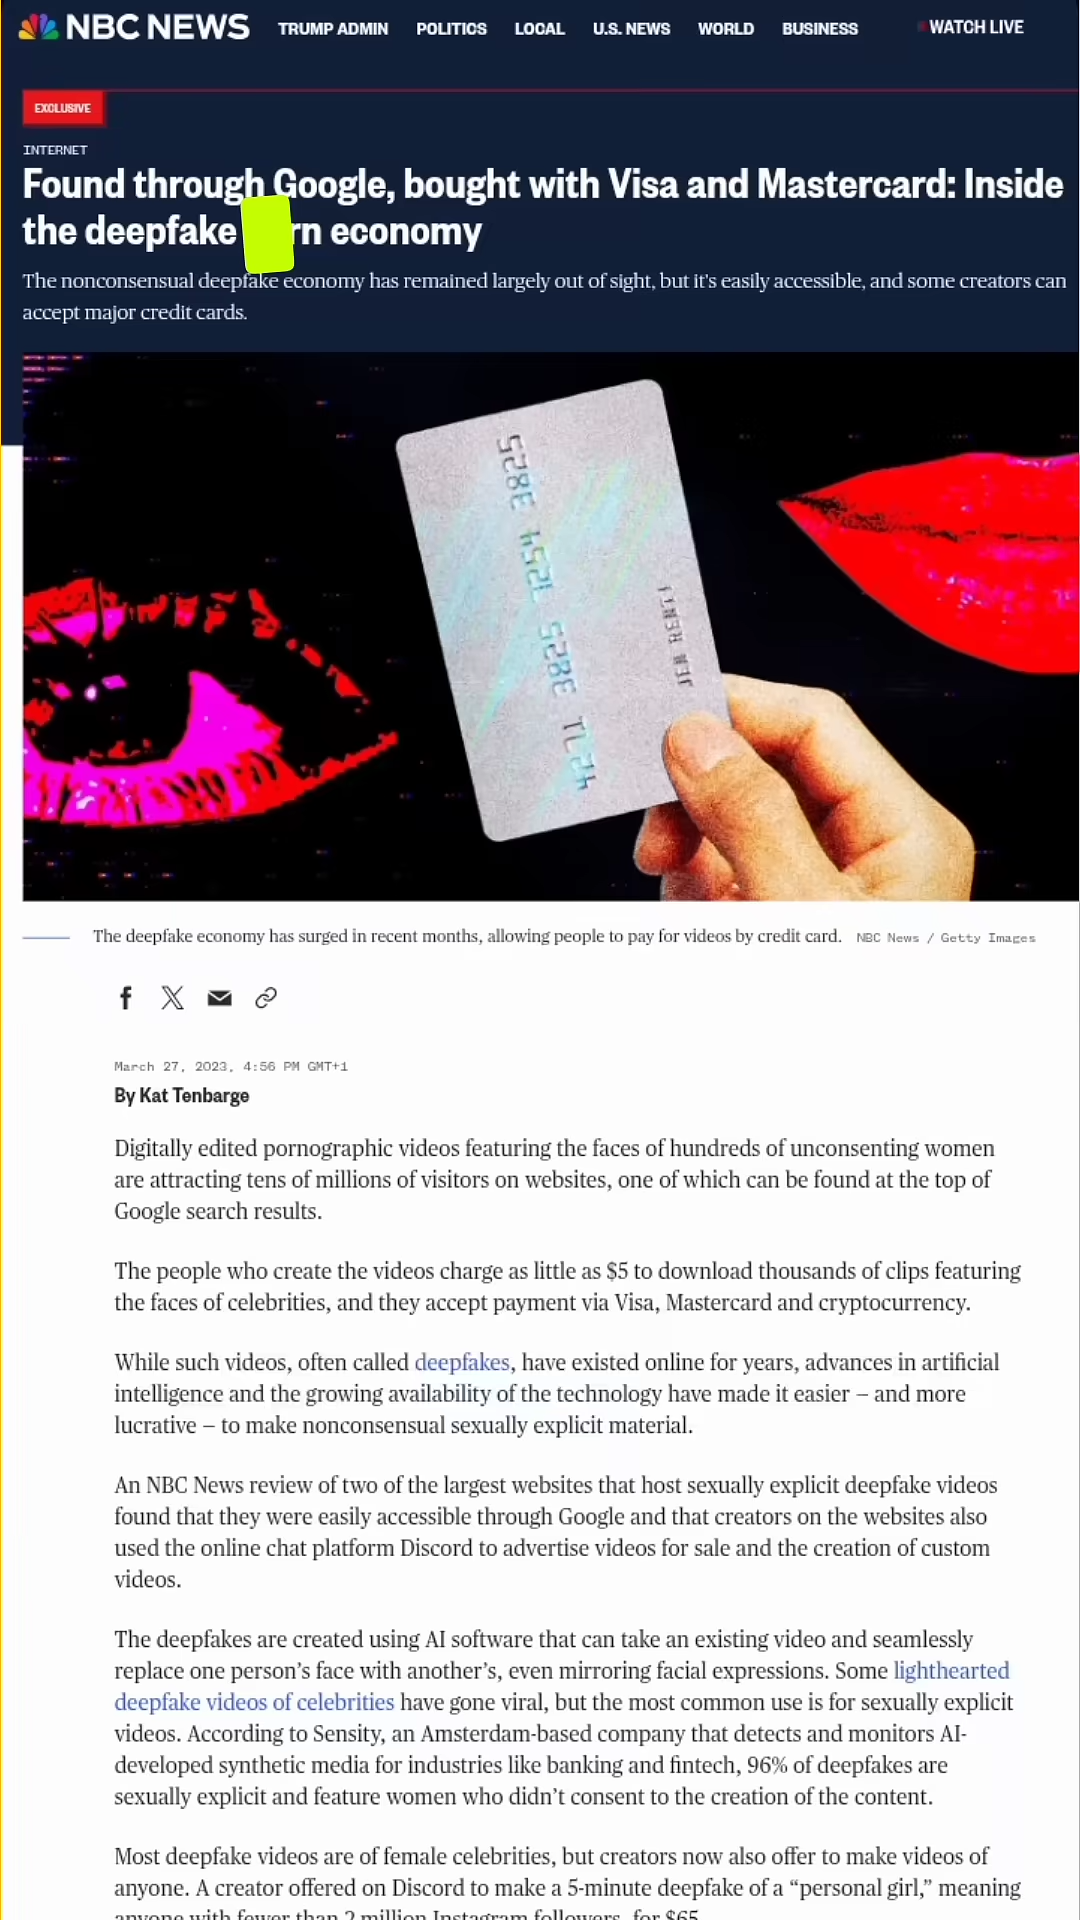 NBC NEWS TRUMP ADMIN POLITICS LOCAL U.S. NEWS WORLD BUSINESS WATCH LIVE
EXCLUSIVE
INTERNET
Found through Google, bought with Visa and Mastercard: Inside
the deepfake rn economy
The nonconsensual deepfake economy has remained largely out of sight, but it's easily accessible, and some creators can
accept major credit cards.
The deepfake economy has surged in recent months, allowing people to pay for videos by credit card. NBC News / Getty Images
March 27, 2023, 4:56 PM GMT+1
By Kat Tenbarge
Digitally edited pornographic videos featuring the faces of hundreds of unconsenting women
are attracting tens of millions of visitors on websites, one of which can be found at the top of
Google search results.
The people who create the videos charge as little as $5 to download thousands of clips featuring
the faces of celebrities, and they accept payment via Visa, Mastercard and cryptocurrency.
While such videos, often called deepfakes, have existed online for years, advances in artificial
intelligence and the growing availability of the technology have made it easier – and more
lucrative – to make nonconsensual sexually explicit material.
An NBC News review of two of the largest websites that host sexually explicit deepfake videos
found that they were easily accessible through Google and that creators on the websites also
used the online chat platform Discord to advertise videos for sale and the creation of custom
videos.
The deepfakes are created using AI software that can take an existing video and seamlessly
replace one person's face with another's, even mirroring facial expressions. Some lighthearted
deepfake videos of celebrities have gone viral, but the most common use is for sexually explicit
videos. According to Sensity, an Amsterdam-based company that detects and monitors AI-
developed synthetic media for industries like banking and fintech, 96% of deepfakes are
sexually explicit and feature women who didn't consent to the creation of the content.
Most deepfake videos are of female celebrities, but creators now also offer to make videos of
anyone. A creator offered on Discord to make a 5-minute deepfake of a “personal girl,” meaning
anyone with fewer than 2 million Instagram followers, for $65.